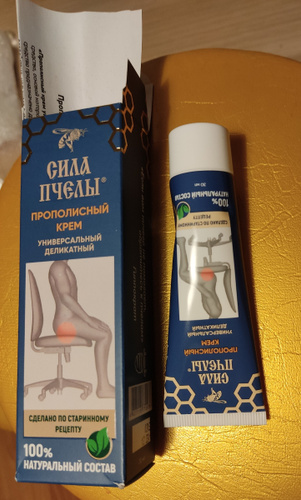 СИЛА
ПЧЕЛЫ®
ПРОПОЛИСНЫЙ
КРЕМ
УНИВЕРСАЛЬНЫЙ
ДЕЛИКАТНЫЙ
СДЕЛАНО ПО СТАРИННОМУ
РЕЦЕПТУ
100%
НАТУРАЛЬНЫЙ СОСТАВ
СИЛА
ПЧЕЛЫ®
ПРОПОЛИСНЫЙ
КРЕМ
УНИВЕРСАЛЬНЫЙ
ДЕЛИКАТНЫЙ
СДЕЛАНО ПО СТАРИННОМУ
РЕЦЕПТУ
100%
НАТУРАЛЬНЫЙ СОСТАВ